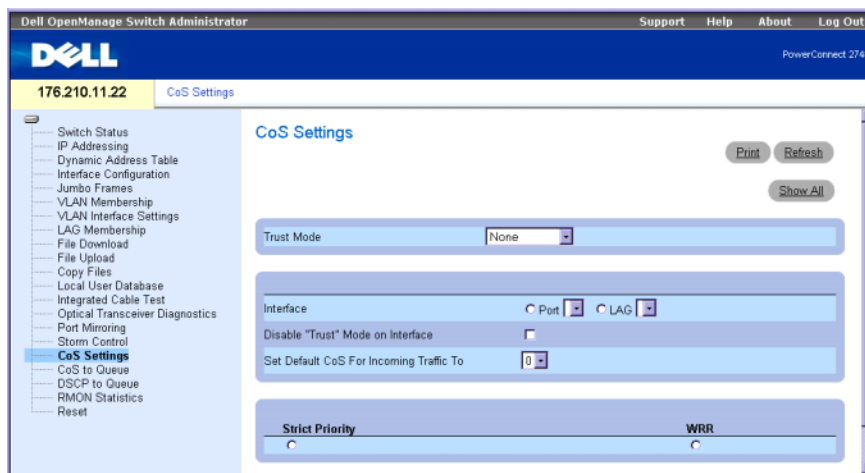 Dell OpenManage Switch Administrator Support Help About Log Out
DELL
PowerConnect 274
176.210.11.22 CoS Settings
Switch Status
IP Addressing
Dynamic Address Table
Interface Configuration
Jumbo Frames
VLAN Membership
VLAN Interface Settings
LAG Membership
File Download
File Upload
Copy Files
Local User Database
Integrated Cable Test
Optical Transceiver Diagnostics
Port Mirroring
Storm Control
CoS Settings
CoS to Queue
DSCP to Queue
RMON Statistics
Reset
CoS Settings
Print Refresh
Show All
Trust Mode None
Interface Port LAG
Disable "Trust" Mode on Interface
Set Default CoS For Incoming Traffic To 0
Strict Priority WRR